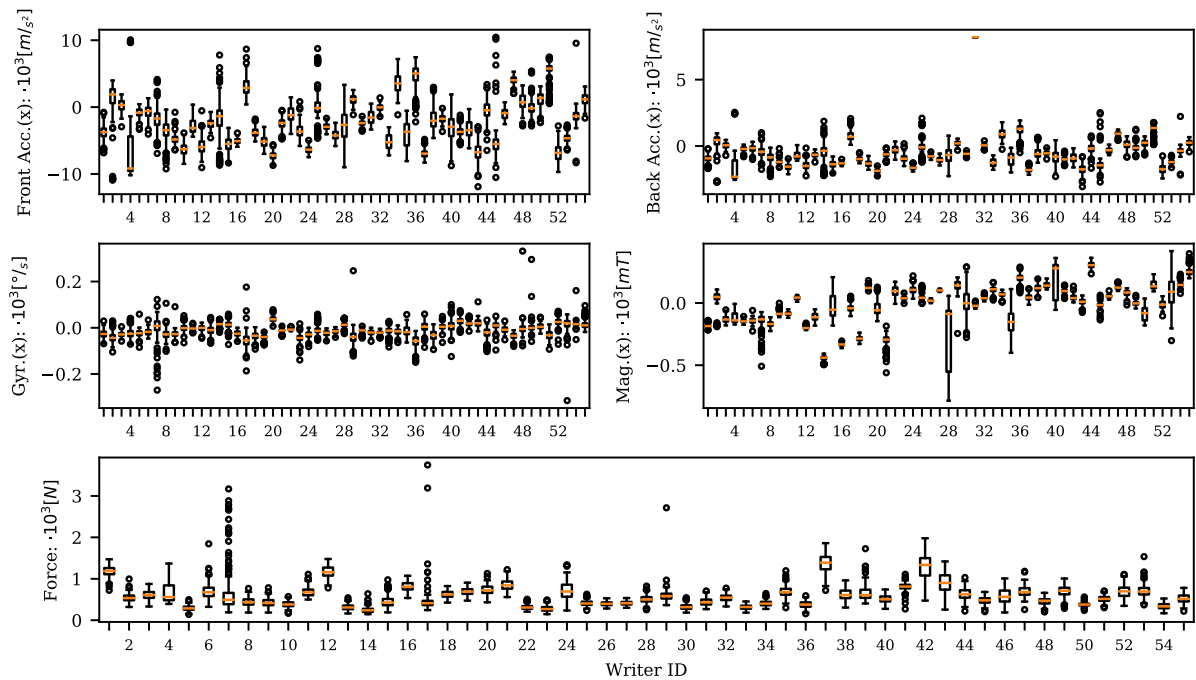 Front Acc.(x): ·10³[m/s²]
10
0
−10
4 8 12 16 20 24 28 32 36 40 44 48 52
Back Acc.(x): ·10³[m/s²]
5
0
4 8 12 16 20 24 28 32 36 40 44 48 52
Gyr.(x): ·10³[°/s]
0.2
0.0
−0.2
4 8 12 16 20 24 28 32 36 40 44 48 52
Mag.(x): ·10³[mT]
0.0
−0.5
4 8 12 16 20 24 28 32 36 40 44 48 52
Force: ·10³[N]
3
2
1
0
2 4 6 8 10 12 14 16 18 20 22 24 26 28 30 32 34 36 38 40 42 44 46 48 50 52 54
Writer ID